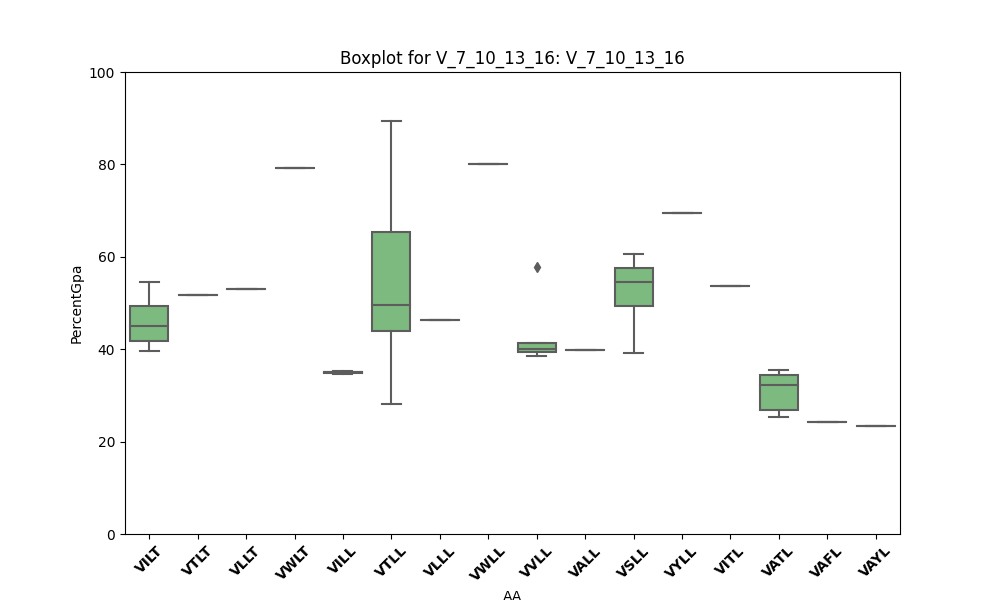 Boxplot for V_7_10_13_16: V_7_10_13_16
100
80
60
40
20
0
PercentGpa
VILT
VTLT
VLLT
VWLT
VILL
VTLL
VLLL
VWLL
VVLL
VALL
VSLL
VYLL
VITL
VATL
VAFL
VAYL
AA